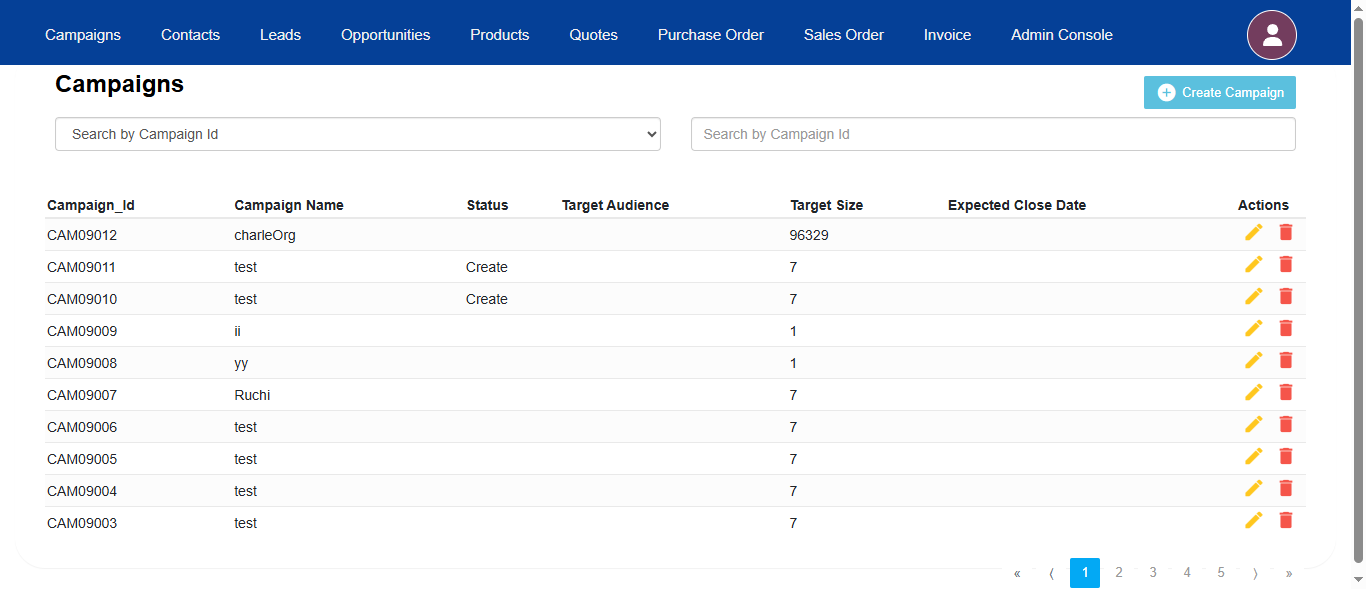 Campaigns Contacts Leads Opportunities Products Quotes Purchase Order Sales Order Invoice Admin Console
Campaigns
Create Campaign
Search by Campaign Id Search by Campaign Id
Campaign_Id Campaign Name Status Target Audience Target Size Expected Close Date Actions
CAM09012 charleOrg 96329
CAM09011 test Create 7
CAM09010 test Create 7
CAM09009 ii 1
CAM09008 yy 1
CAM09007 Ruchi 7
CAM09006 test 7
CAM09005 test 7
CAM09004 test 7
CAM09003 test 7
« ⟨ 1 2 3 4 5 ⟩ »